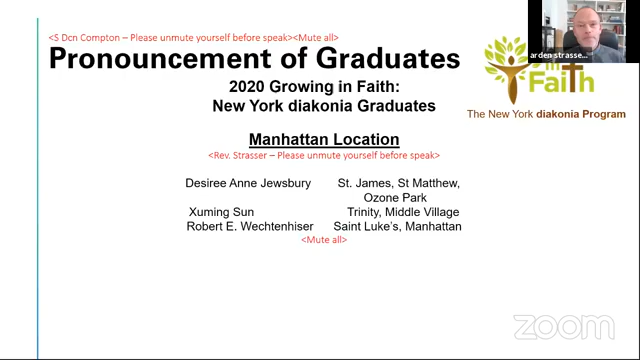 <S Dcn Compton – Please unmute yourself before speak><Mute all>
Pronouncement of Graduates
arden strasse...
in
Faith
The New York diakonia Program
2020 Growing in Faith:
New York diakonia Graduates
Manhattan Location
<Rev. Strasser – Please unmute yourself before speak>
Desiree Anne Jewsbury St. James, St Matthew,
Ozone Park
Xuming Sun Trinity, Middle Village
Robert E. Wechtenhiser Saint Luke's, Manhattan
<Mute all>
zoom